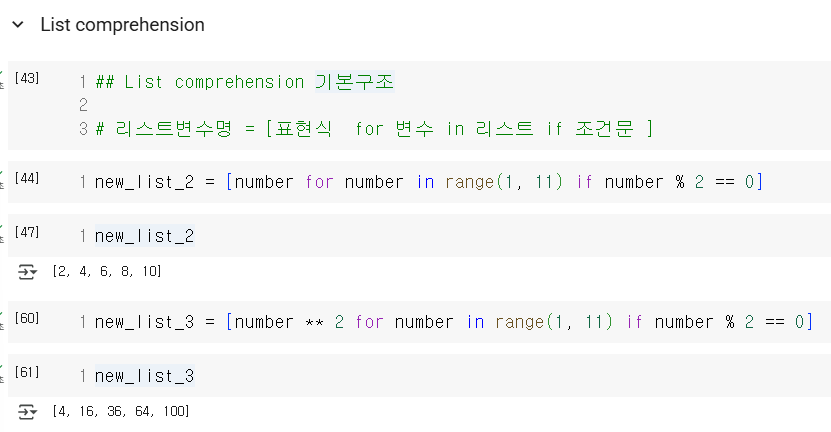 List comprehension
[43] 1 ## List comprehension 기본구조
2
3 # 리스트변수명 = [표현식  for 변수 in 리스트 if 조건문 ]
[44] 1 new_list_2 = [number for number in range(1, 11) if number % 2 == 0]
[47] 1 new_list_2
[2, 4, 6, 8, 10]
[60] 1 new_list_3 = [number ** 2 for number in range(1, 11) if number % 2 == 0]
[61] 1 new_list_3
[4, 16, 36, 64, 100]